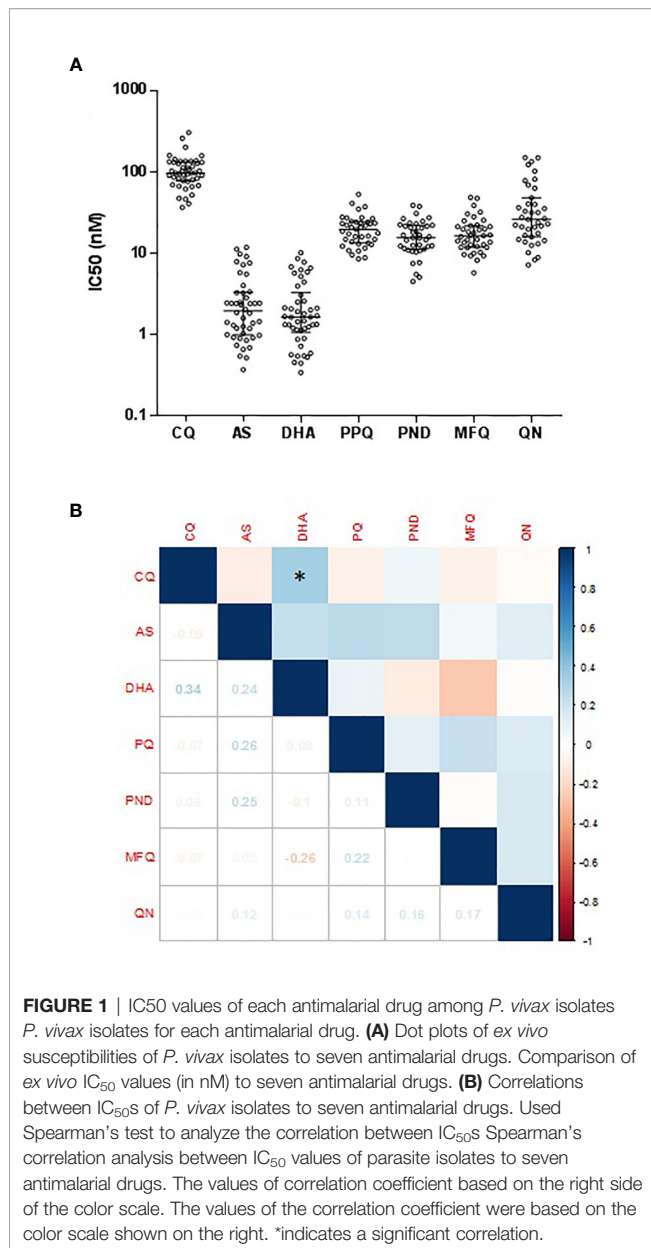 A
1000
100
10
1
0.1
IC50 (nM)
CQ AS DHA PPQ PND MFQ QN
B
CQ AS DHA PQ PND MFQ QN
CQ *
AS -0.09
DHA 0.34 0.24
PQ -0.07 0.26 0.09
PND 0.25 -0.1 0.11
MFQ -0.07 -0.26 0.22
QN 0.12 0.14 0.16 0.17
1
0.8
0.6
0.4
0.2
0
-0.2
-0.4
-0.6
-0.8
-1
FIGURE 1 | IC50 values of each antimalarial drug among P. vivax isolates
P. vivax isolates for each antimalarial drug. (A) Dot plots of ex vivo
susceptibilities of P. vivax isolates to seven antimalarial drugs. Comparison of
ex vivo IC50 values (in nM) to seven antimalarial drugs. (B) Correlations
between IC50s of P. vivax isolates to seven antimalarial drugs. Used
Spearman's test to analyze the correlation between IC50s Spearman's
correlation analysis between IC50 values of parasite isolates to seven
antimalarial drugs. The values of correlation coefficient based on the right side
of the color scale. The values of the correlation coefficient were based on the
color scale shown on the right. *indicates a significant correlation.